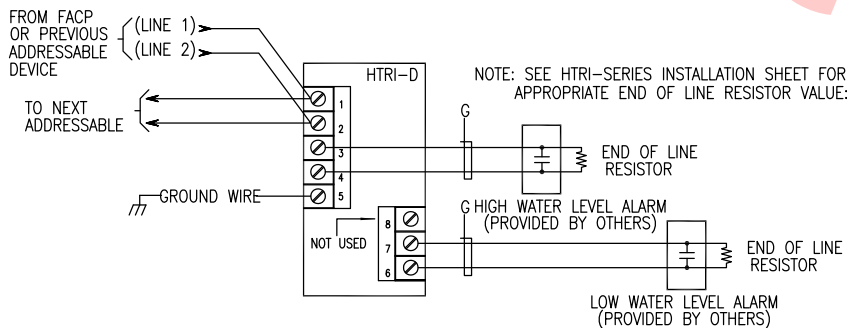 FROM FACP
OR PREVIOUS
ADDRESSABLE
DEVICE
(LINE 1)
(LINE 2)
TO NEXT
ADDRESSABLE
GROUND WIRE
HTRI-D
1
2
3
4
5
8
7
6
NOT USED
NOTE: SEE HTRI-SERIES INSTALLATION SHEET FOR
APPROPRIATE END OF LINE RESISTOR VALUE:
G
END OF LINE
RESISTOR
G
HIGH WATER LEVEL ALARM
(PROVIDED BY OTHERS)
END OF LINE
RESISTOR
LOW WATER LEVEL ALARM
(PROVIDED BY OTHERS)